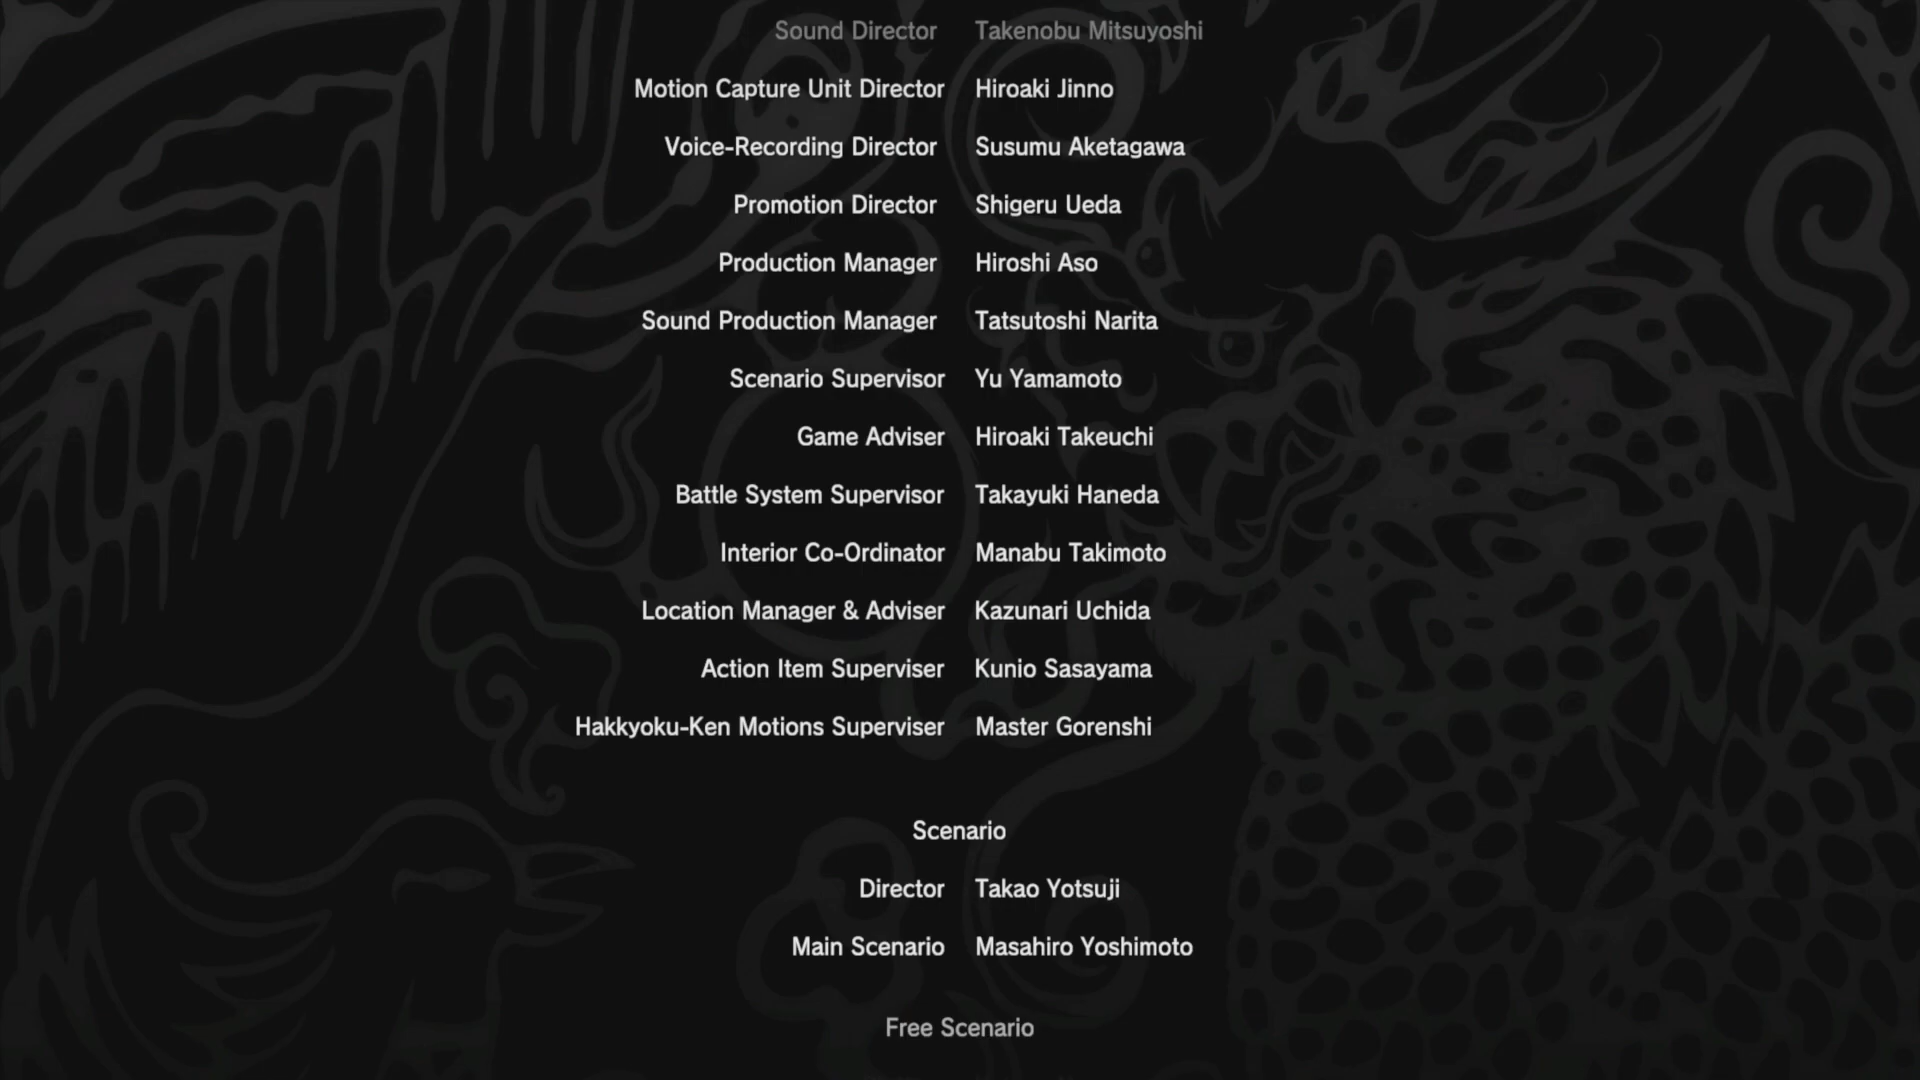 Sound Director Takenobu Mitsuyoshi
Motion Capture Unit Director Hiroaki Jinno
Voice-Recording Director Susumu Aketagawa
Promotion Director Shigeru Ueda
Production Manager Hiroshi Aso
Sound Production Manager Tatsutoshi Narita
Scenario Supervisor Yu Yamamoto
Game Adviser Hiroaki Takeuchi
Battle System Supervisor Takayuki Haneda
Interior Co-Ordinator Manabu Takimoto
Location Manager & Adviser Kazunari Uchida
Action Item Superviser Kunio Sasayama
Hakkyoku-Ken Motions Superviser Master Gorenshi
Scenario
Director Takao Yotsuji
Main Scenario Masahiro Yoshimoto
Free Scenario